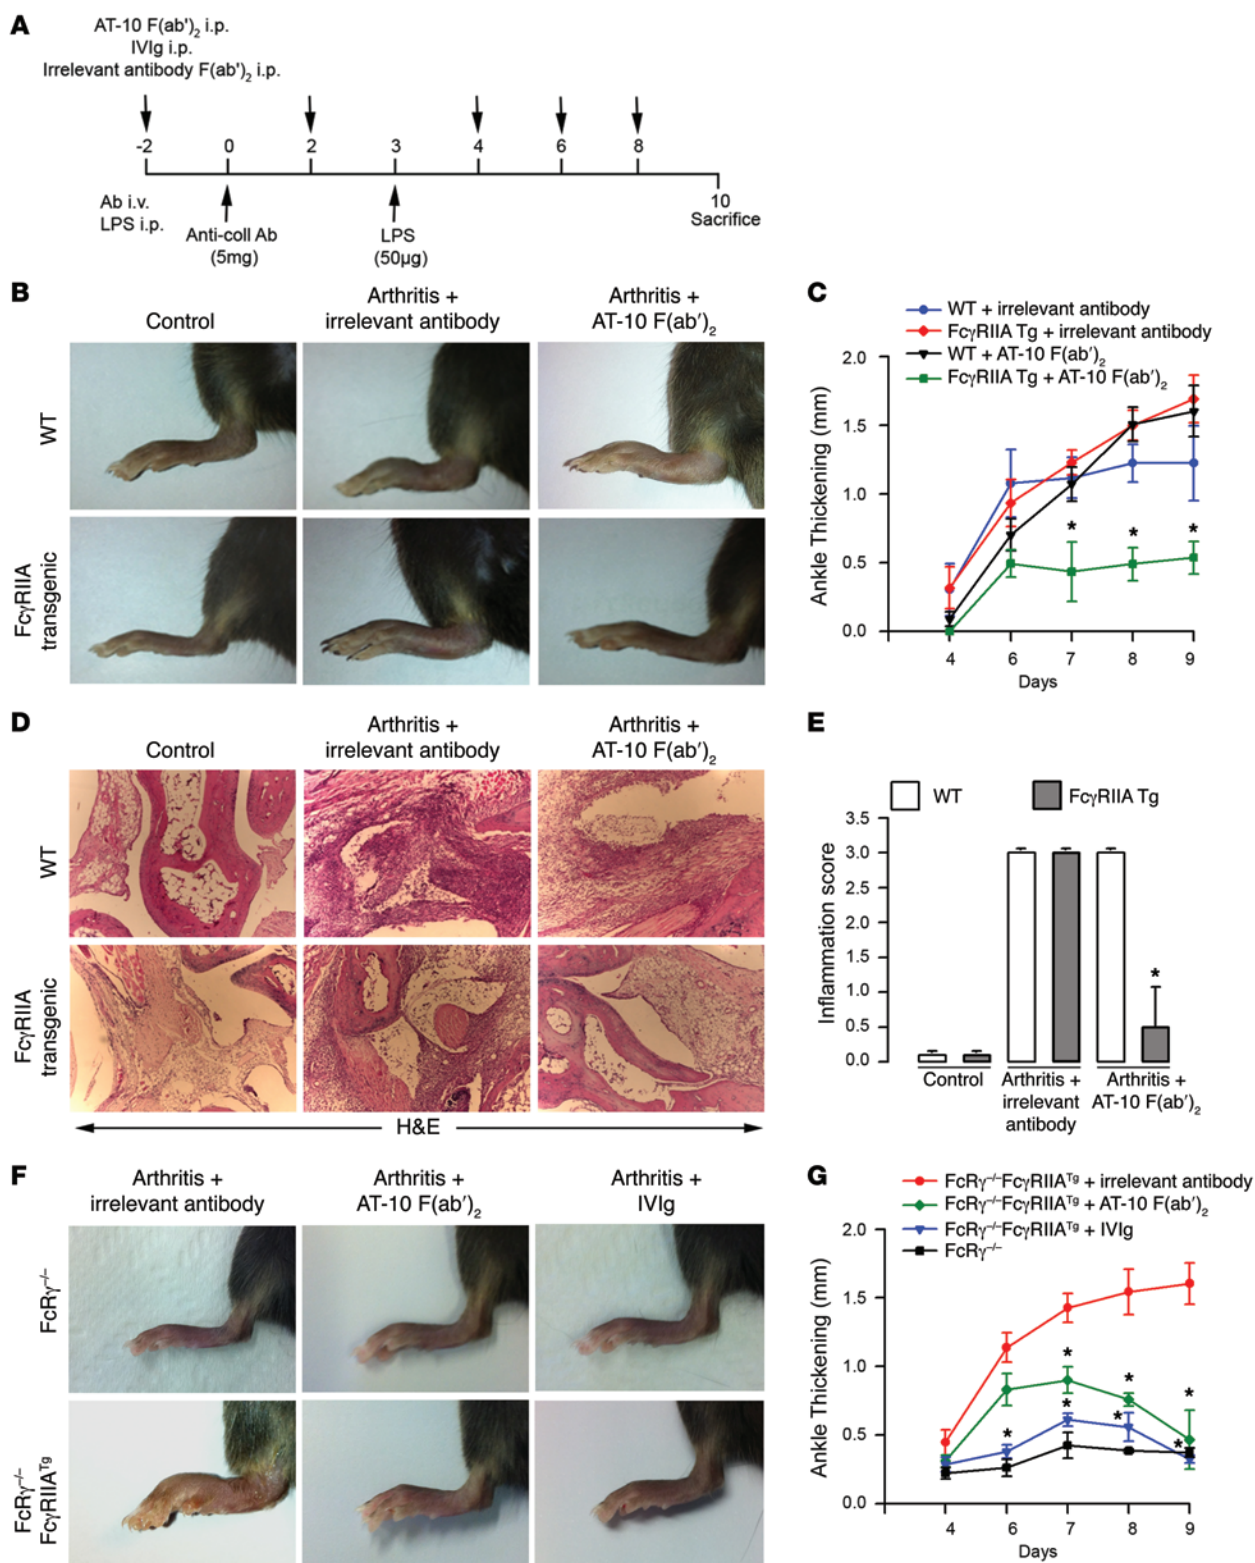 A
AT-10 F(ab')₂ i.p.
IVIg i.p.
Irrelevant antibody F(ab')₂ i.p.
-2 0 2 3 4 6 8
10
Sacrifice
Ab i.v.
LPS i.p.
Anti-coll Ab
(5mg)
LPS
(50µg)
B
Control
Arthritis +
irrelevant antibody
Arthritis +
AT-10 F(ab′)₂
WT
FcγRIIA
transgenic
C
WT + irrelevant antibody
FcγRIIA Tg + irrelevant antibody
WT + AT-10 F(ab′)₂
FcγRIIA Tg + AT-10 F(ab′)₂
Ankle Thickening (mm)
2.0
1.5
1.0
0.5
0.0
* * *
4 6 7 8 9
Days
D
Control
Arthritis +
irrelevant antibody
Arthritis +
AT-10 F(ab′)₂
WT
FcγRIIA
transgenic
H&E
E
WT
FcγRIIA Tg
Inflammation score
3.5
3.0
2.5
2.0
1.5
1.0
0.5
0.0
*
Control
Arthritis +
irrelevant
antibody
Arthritis +
AT-10 F(ab′)₂
F
Arthritis +
irrelevant antibody
Arthritis +
AT-10 F(ab′)₂
Arthritis +
IVIg
FcRγ⁻/⁻
FcRγ⁻/⁻
FcγRIIAᵀᵍ
G
FcRγ⁻/⁻FcγRIIAᵀᵍ + irrelevant antibody
FcRγ⁻/⁻FcγRIIAᵀᵍ + AT-10 F(ab′)₂
FcRγ⁻/⁻FcγRIIAᵀᵍ + IVIg
FcRγ⁻/⁻
Ankle Thickening (mm)
2.0
1.5
1.0
0.5
0.0
* * *
* * * *
4 6 7 8 9
Days